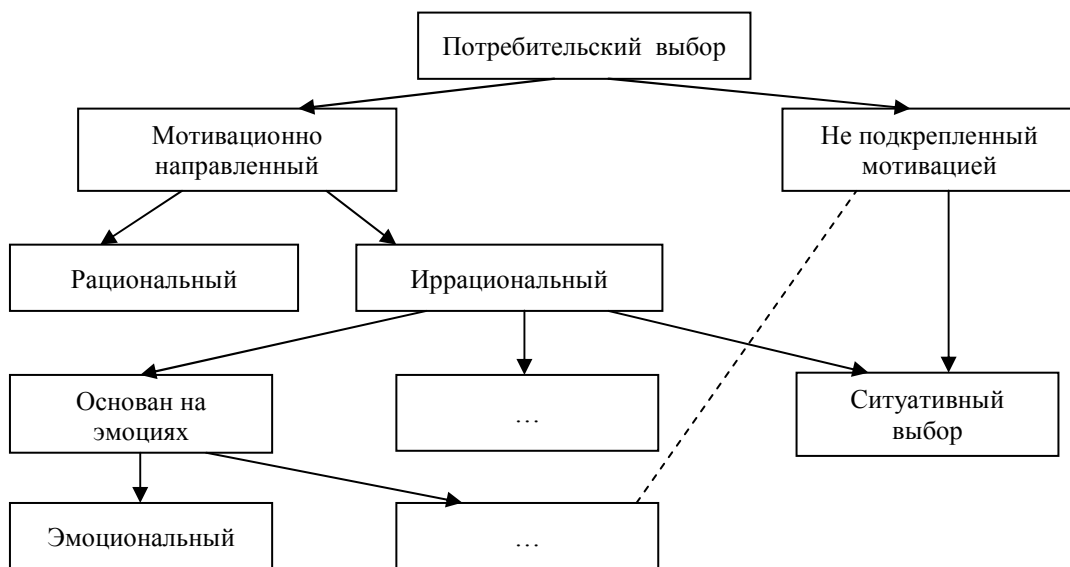 Потребительский выбор
Мотивационно
направленный
Не подкрепленный
мотивацией
Рациональный
Иррациональный
Основан на
эмоциях
…
Ситуативный
выбор
Эмоциональный
…